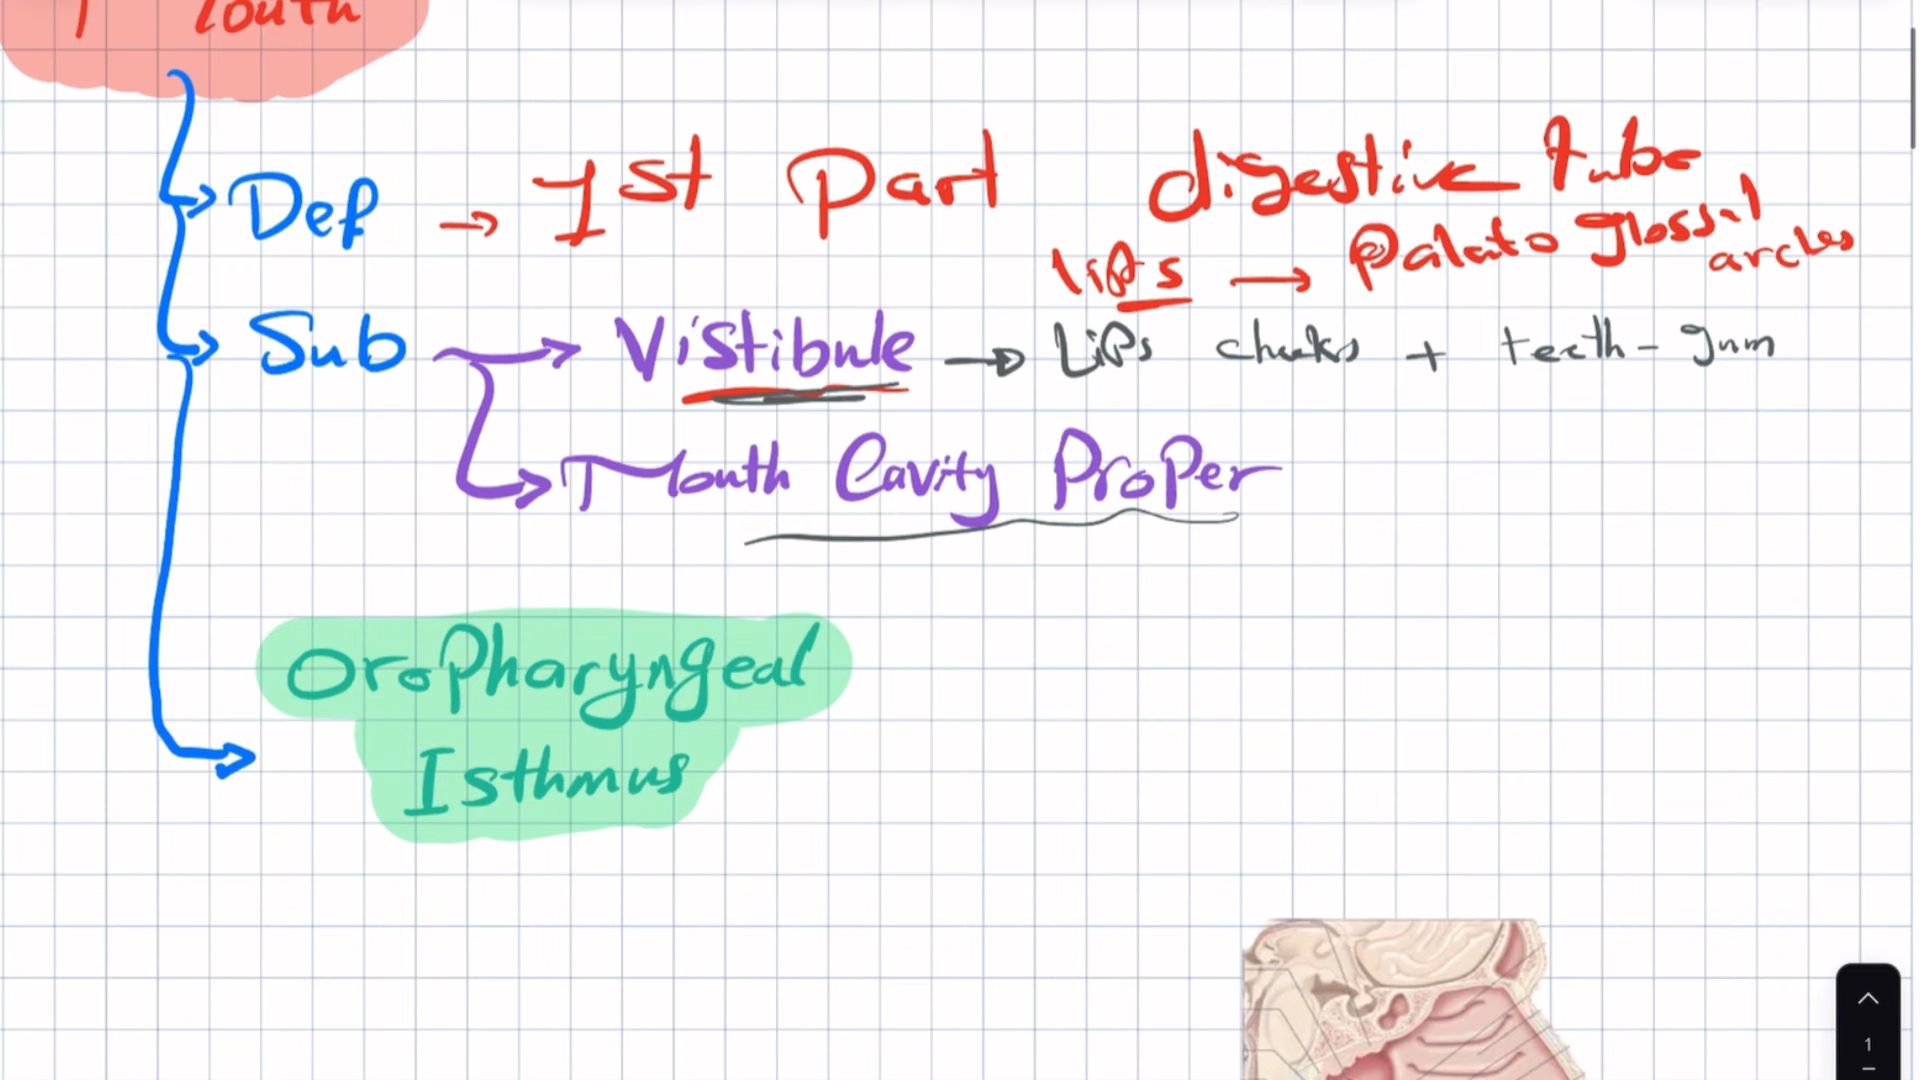 Mouth
Def → 1st Part digestive tube
lips → Palato glossal
arches
Sub → Vistibule → Lips cheeks + teeth - gum
Mouth Cavity Proper
Oropharyngeal
Isthmus
1